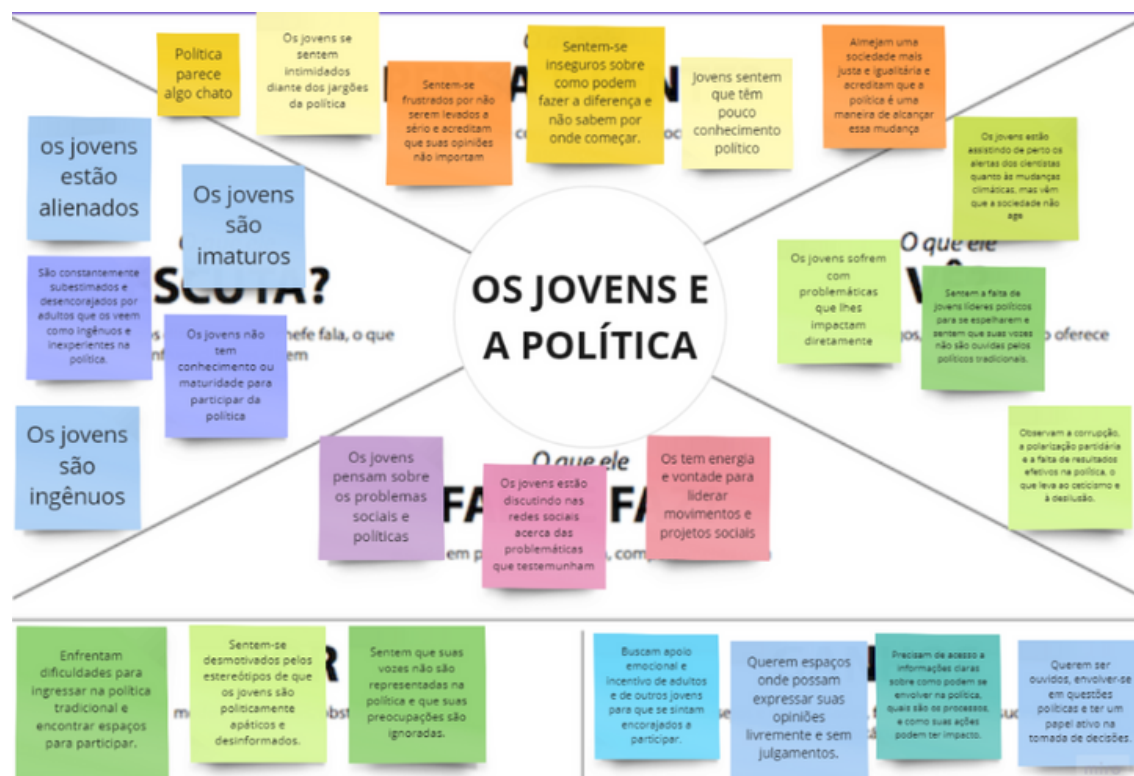 Política
parece
algo chato
Os jovens se
sentem
intimidados
diante dos jargões
da política
Sentem-se
frustrados por não
serem levados a
sério e acreditam
que suas opiniões
não importam
Sentem-se
inseguros sobre
como podem
fazer a diferença e
não sabem por
onde começar.
Jovens sentem
que têm
pouco
conhecimento
político
Almejam uma
sociedade mais
justa e igualitária e
acreditam que a
política é uma
maneira de alcançar
essa mudança
os jovens
estão
alienados
Os jovens
são
imaturos
São constantemente
subestimados e
desencorajados por
adultos que os veem
como ingênuos e
inexperientes na
política.
Os jovens não
tem
conhecimento ou
maturidade para
participar da
política
Os jovens
são
ingênuos
SCUTA?
hefe fala, o que
OS JOVENS E
A POLÍTICA
Os jovens estão
assistindo de perto os
alertas dos cientistas
quanto às mudanças
climáticas, mas vêm
que a sociedade não
age
O que ele
Os jovens sofrem
com
problemáticas
que lhes
impactam
diretamente
Sentem a falta de
jovens líderes políticos
para se espelharem e
sentem que suas vozes
não são ouvidas pelos
políticos tradicionais.
o oferece
Observam a corrupção,
a polarização partidária
e a falta de resultados
efetivos na política, o
que leva ao ceticismo e
à desilusão.
O que ele
FA
FA
Os jovens
pensam sobre
os problemas
sociais e
políticas
Os jovens estão
discutindo nas
redes sociais
acerca das
problemáticas
que testemunham
Os tem energia
e vontade para
liderar
movimentos e
projetos sociais
em p
Enfrentam
dificuldades para
ingressar na política
tradicional e
encontrar espaços
para participar.
Sentem-se
desmotivados pelos
estereótipos de que
os jovens são
politicamente
apáticos e
desinformados.
Sentem que suas
vozes não são
representadas na
política e que suas
preocupações são
ignoradas.
Buscam apoio
emocional e
incentivo de adultos
e de outros jovens
para que se sintam
encorajados a
participar.
Querem espaços
onde possam
expressar suas
opiniões
livremente e sem
julgamentos.
Precisam de acesso a
informações claras
sobre como podem se
envolver na política,
quais são os processos,
e como suas ações
podem ter impacto.
Querem ser
ouvidos, envolver-se
em questões
políticas e ter um
papel ativo na
tomada de decisões.
miro